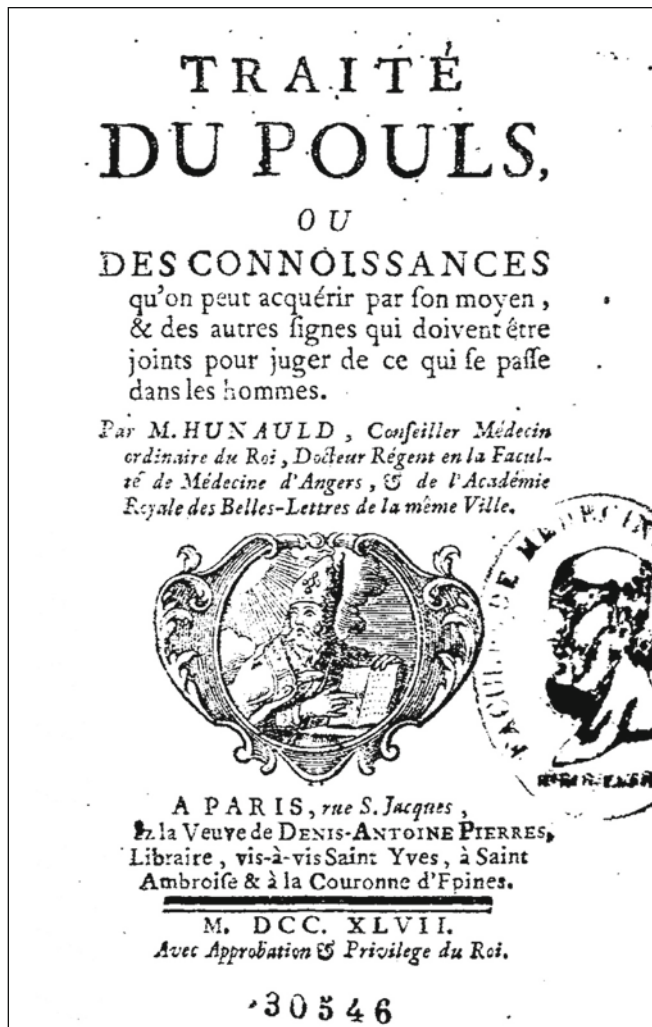 TRAITÉ
DU POULS,
OU
DES CONNOISSANCES
qu'on peut acquérir par ſon moyen,
& des autres ſignes qui doivent être
joints pour juger de ce qui ſe paſſe
dans les hommes.
Par M. HUNAULD, Conſeiller Médecin
ordinaire du Roi, Docteur Régent en la Facul-
té de Médecine d'Angers, & de l'Académie
Royale des Belles-Lettres de la même Ville.
FACUL DE MEDECIN
A PARIS, rue S. Jacques,
la Veuve de DENIS-ANTOINE PIERRES,
Libraire, vis-à-vis Saint Yves, à Saint
Ambroiſe & à la Couronne d'Epines.
M. DCC. XLVII.
Avec Approbation & Privilege du Roi.
30546